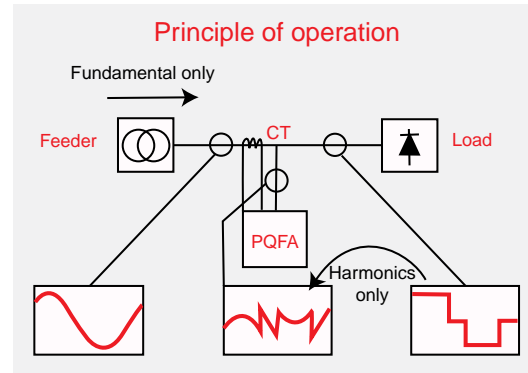 Principle of operation
Fundamental only
Feeder
CT
Load
PQFA
Harmonics
only